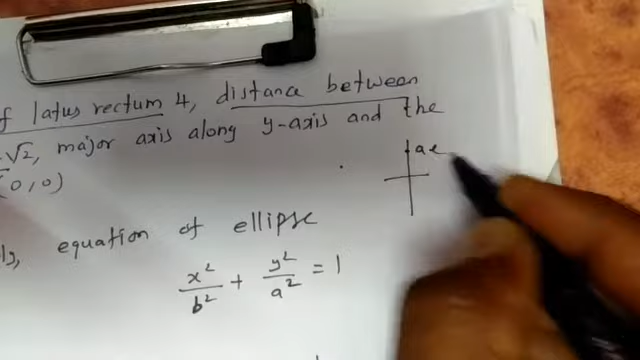 f latus rectum 4, distance between
√2, major axis along y-axis and the
(0,0)
ae
ly, equation of ellipse
x²/b² + y²/a² = 1